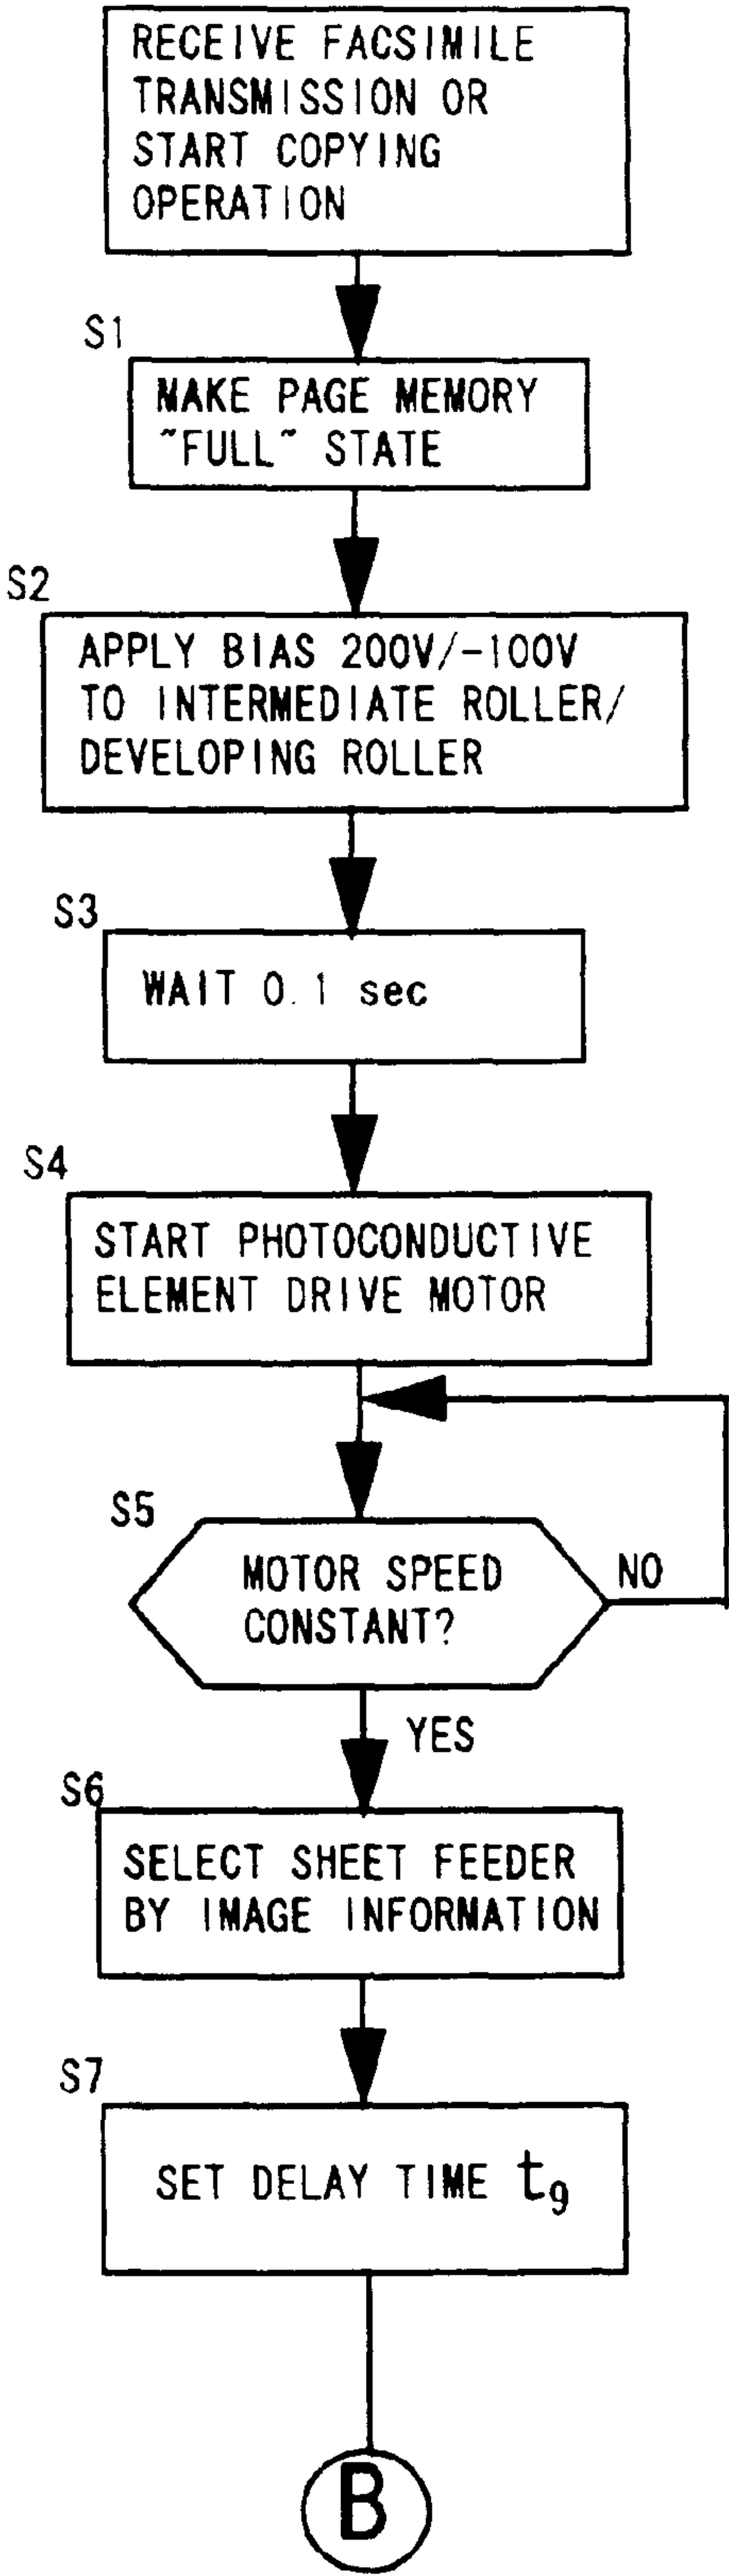 RECEIVE FACSIMILE
TRANSMISSION OR
START COPYING
OPERATION
S1
MAKE PAGE MEMORY
"FULL" STATE
S2
APPLY BIAS 200V/-100V
TO INTERMEDIATE ROLLER/
DEVELOPING ROLLER
S3
WAIT 0.1 sec
S4
START PHOTOCONDUCTIVE
ELEMENT DRIVE MOTOR
S5
MOTOR SPEED
CONSTANT?
NO
YES
S6
SELECT SHEET FEEDER
BY IMAGE INFORMATION
S7
SET DELAY TIME t9
B